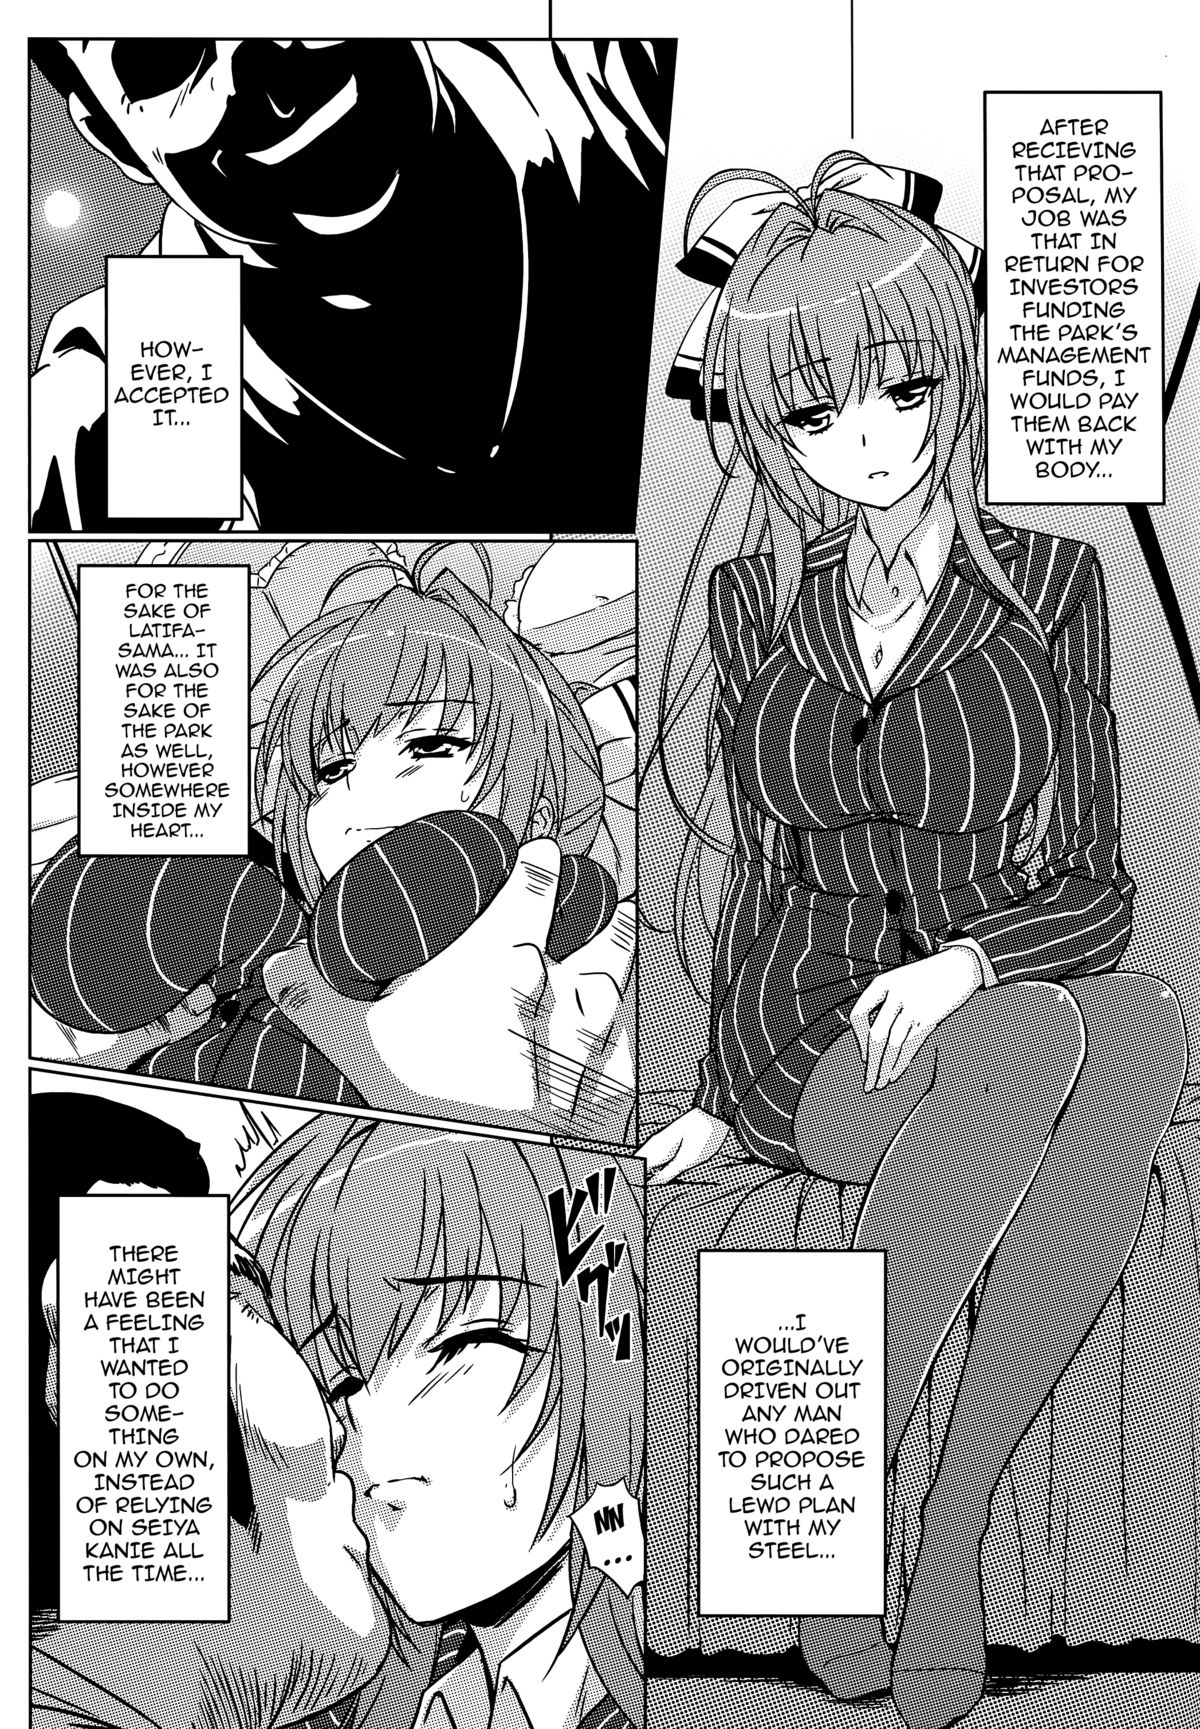 AFTER
RECIEVING
THAT PRO-
POSAL, MY
JOB WAS
THAT IN
RETURN FOR
INVESTORS
FUNDING
THE PARK'S
MANAGEMENT
FUNDS, I
WOULD PAY
THEM BACK
WITH MY
BODY...
...I
WOULD'VE
ORIGINALLY
DRIVEN OUT
ANY MAN
WHO DARED
TO PROPOSE
SUCH A
LEWD PLAN
WITH MY
STEEL...
HOW-
EVER, I
ACCEPTED
IT...
FOR THE
SAKE OF
LATIFA-
SAMA... IT
WAS ALSO
FOR THE
SAKE OF
THE PARK
AS WELL,
HOWEVER
SOMEWHERE
INSIDE MY
HEART...
ビグッ
NN
...
THERE
MIGHT
HAVE BEEN
A FEELING
THAT I
WANTED
TO DO
SOME-
THING
ON MY OWN,
INSTEAD
OF RELYING
ON SEIYA
KANIE ALL
THE TIME...